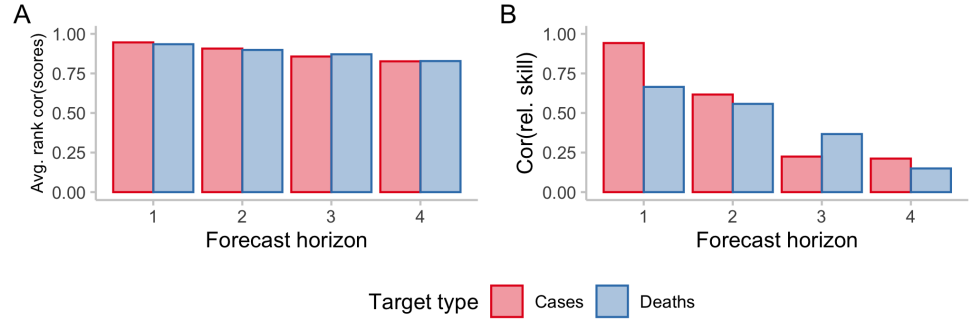 A
Avg. rank cor(scores)
1.00
0.75
0.50
0.25
0.00
1 2 3 4
Forecast horizon
B
Cor(rel. skill)
1.00
0.75
0.50
0.25
0.00
1 2 3 4
Forecast horizon
Target type Cases Deaths